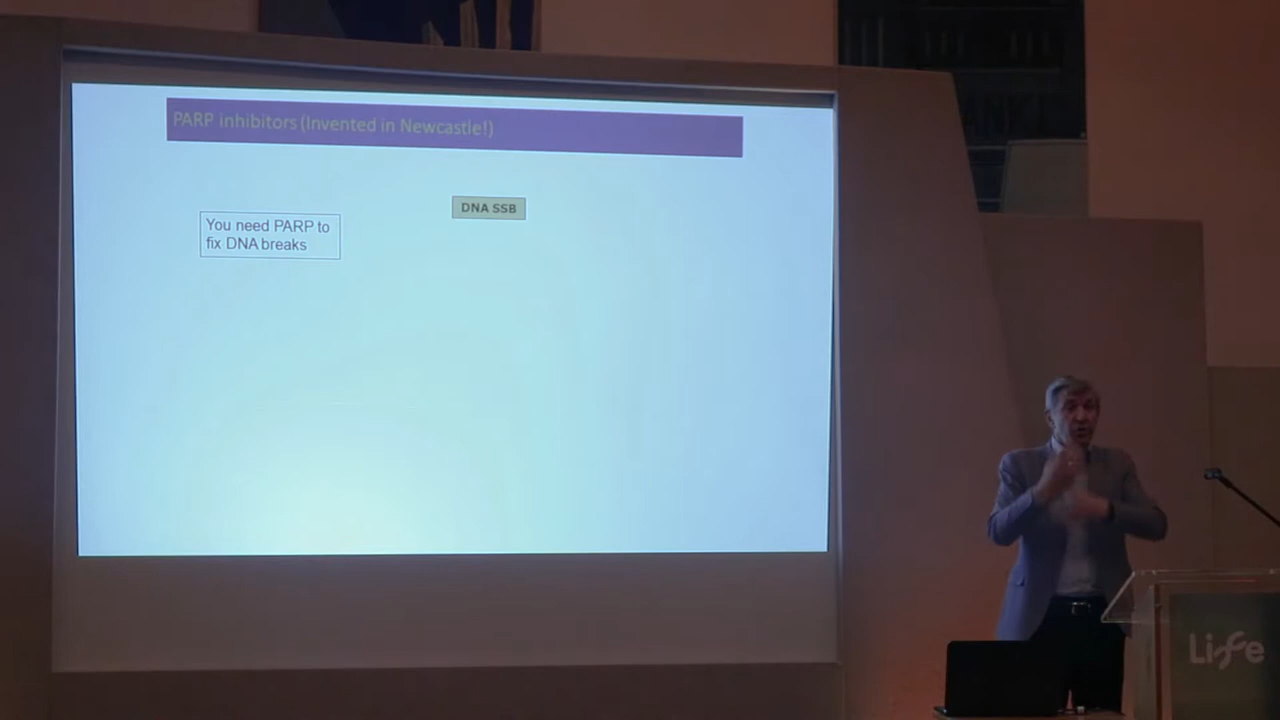 PARP inhibitors (Invented in Newcastle!)
DNA SSB
You need PARP to
fix DNA breaks
Life